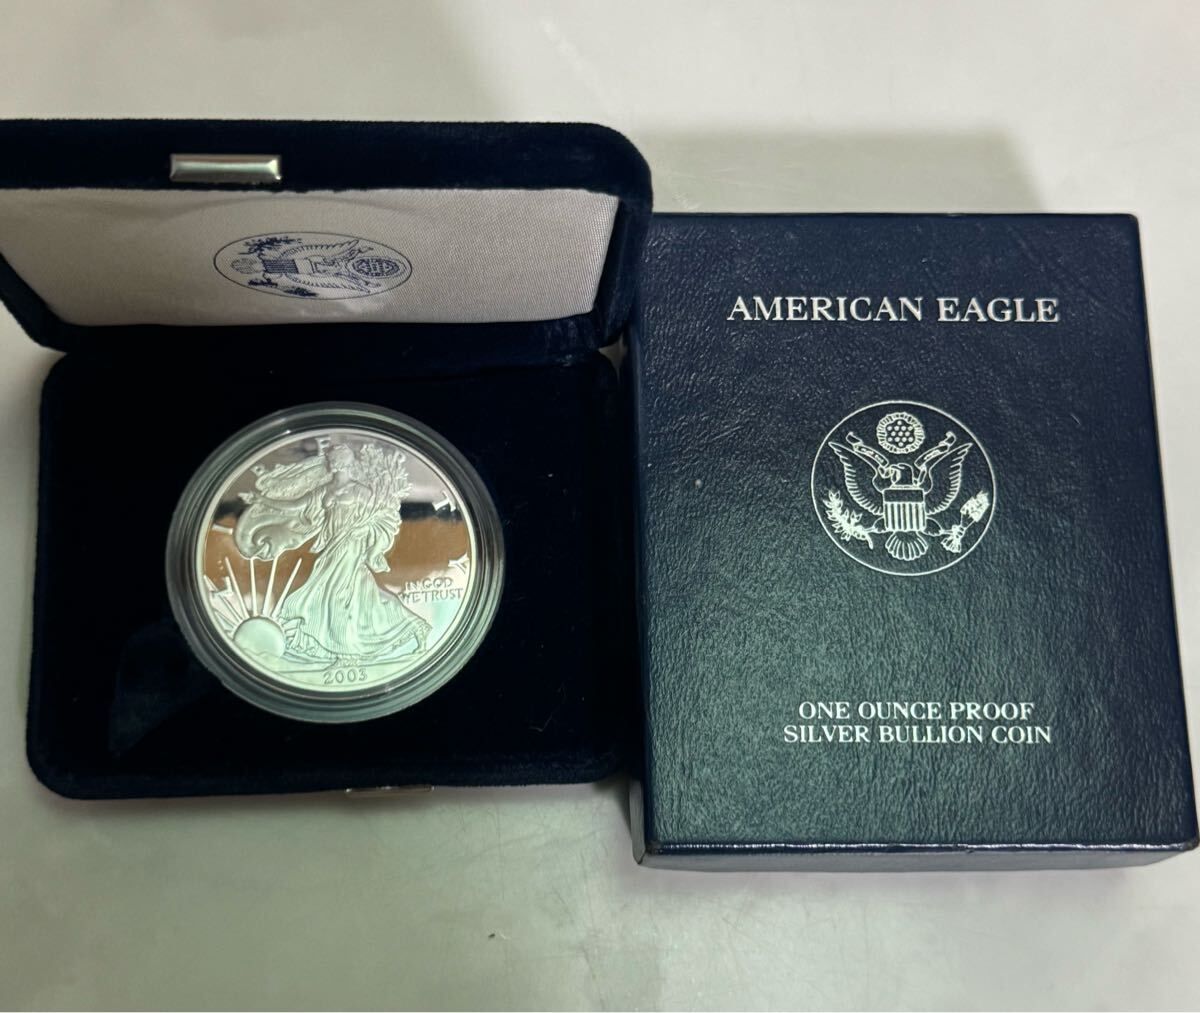 LIBERTY
IN GOD
WE TRUST
2003
AMERICAN EAGLE
ONE OUNCE PROOF
SILVER BULLION COIN